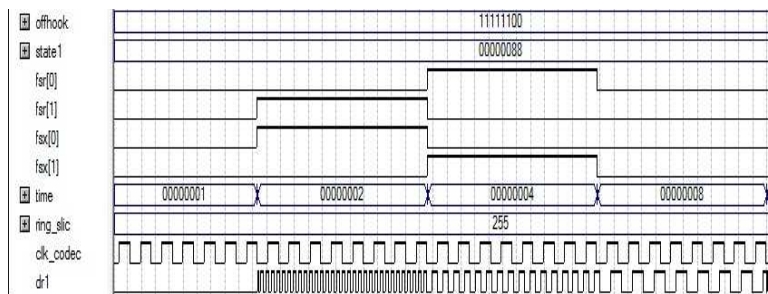 offhook 11111100
state1 00000088
fsr[0]
fsr[1]
fsx[0]
fsx[1]
time 00000001 00000002 00000004 00000008
ring_slic 255
clk_codec
dr1